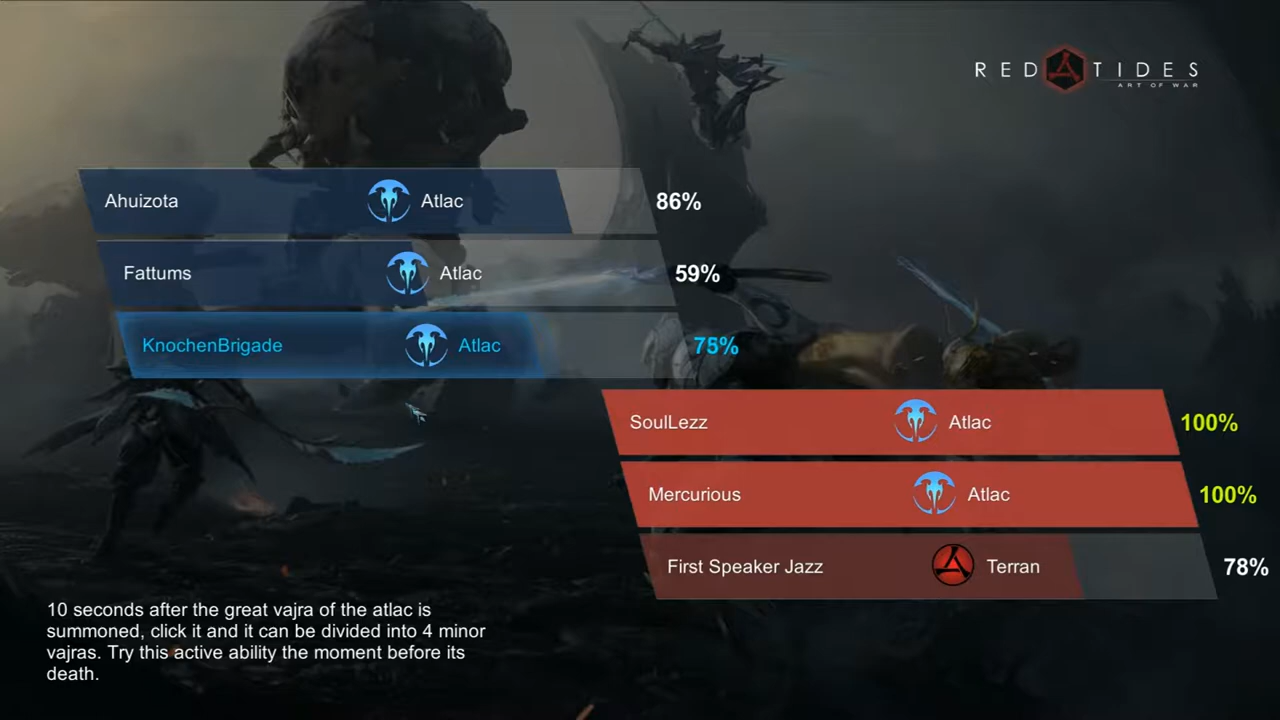 RED TIDES
ART OF WAR
Ahuizota Atlac 86%
Fattums Atlac 59%
KnochenBrigade Atlac 75%
SoulLezz Atlac 100%
Mercurious Atlac 100%
First Speaker Jazz Terran 78%
10 seconds after the great vajra of the atlac is
summoned, click it and it can be divided into 4 minor
vajras. Try this active ability the moment before its
death.